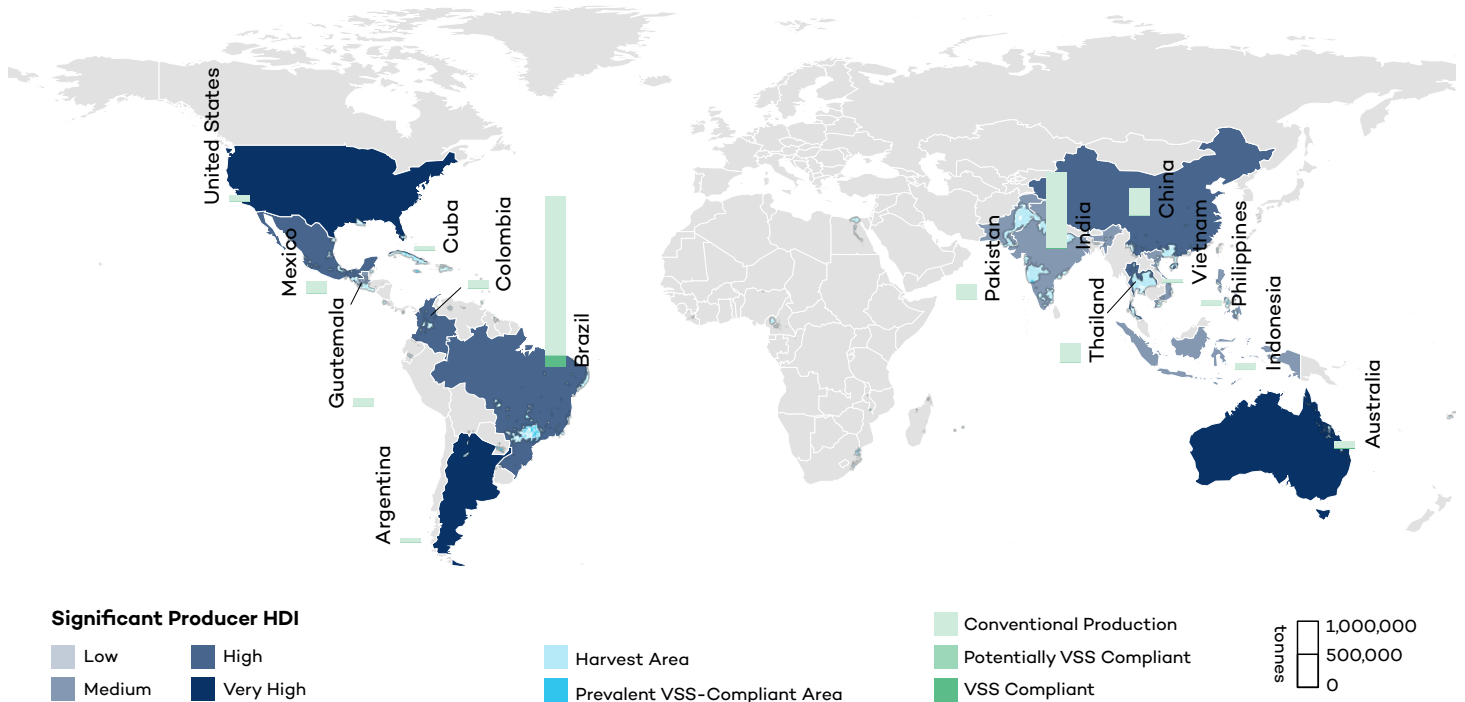 United States
Mexico
Guatemala
Cuba
Colombia
Brazil
Argentina
Pakistan
India
China
Thailand
Vietnam
Philippines
Indonesia
Australia
Significant Producer HDI
Low
High
Medium
Very High
Harvest Area
Prevalent VSS-Compliant Area
Conventional Production
Potentially VSS Compliant
VSS Compliant
tonnes
1,000,000
500,000
0